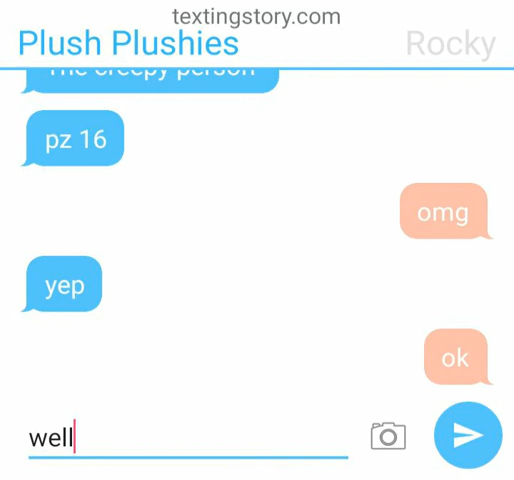 textingstory.com
Plush Plushies Rocky
The creepy person
pz 16
omg
yep
ok
well